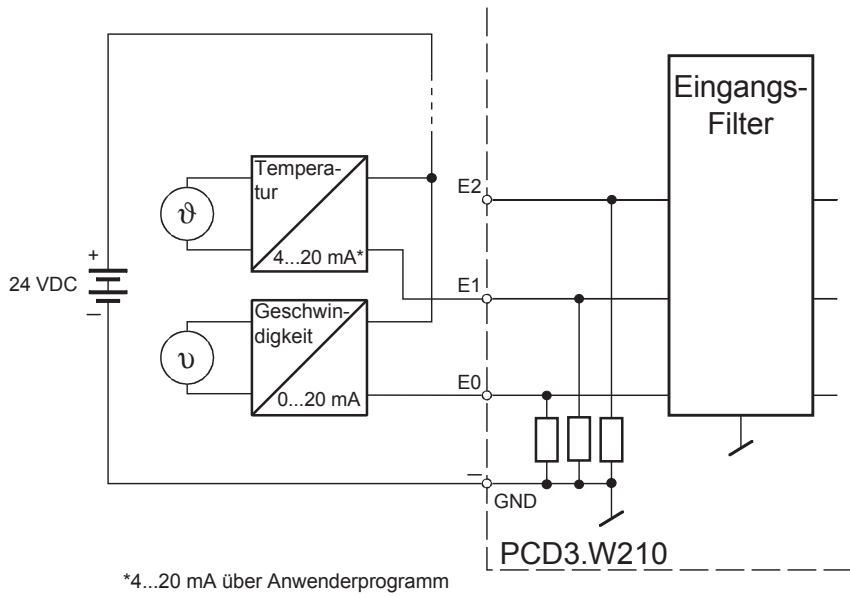 Eingangs-
Filter
Tempera-
tur
4...20 mA*
ϑ
E2
E1
E0
+
24 VDC
–
Geschwin-
digkeit
0...20 mA
υ
–
GND
PCD3.W210
*4...20 mA über Anwenderprogramm